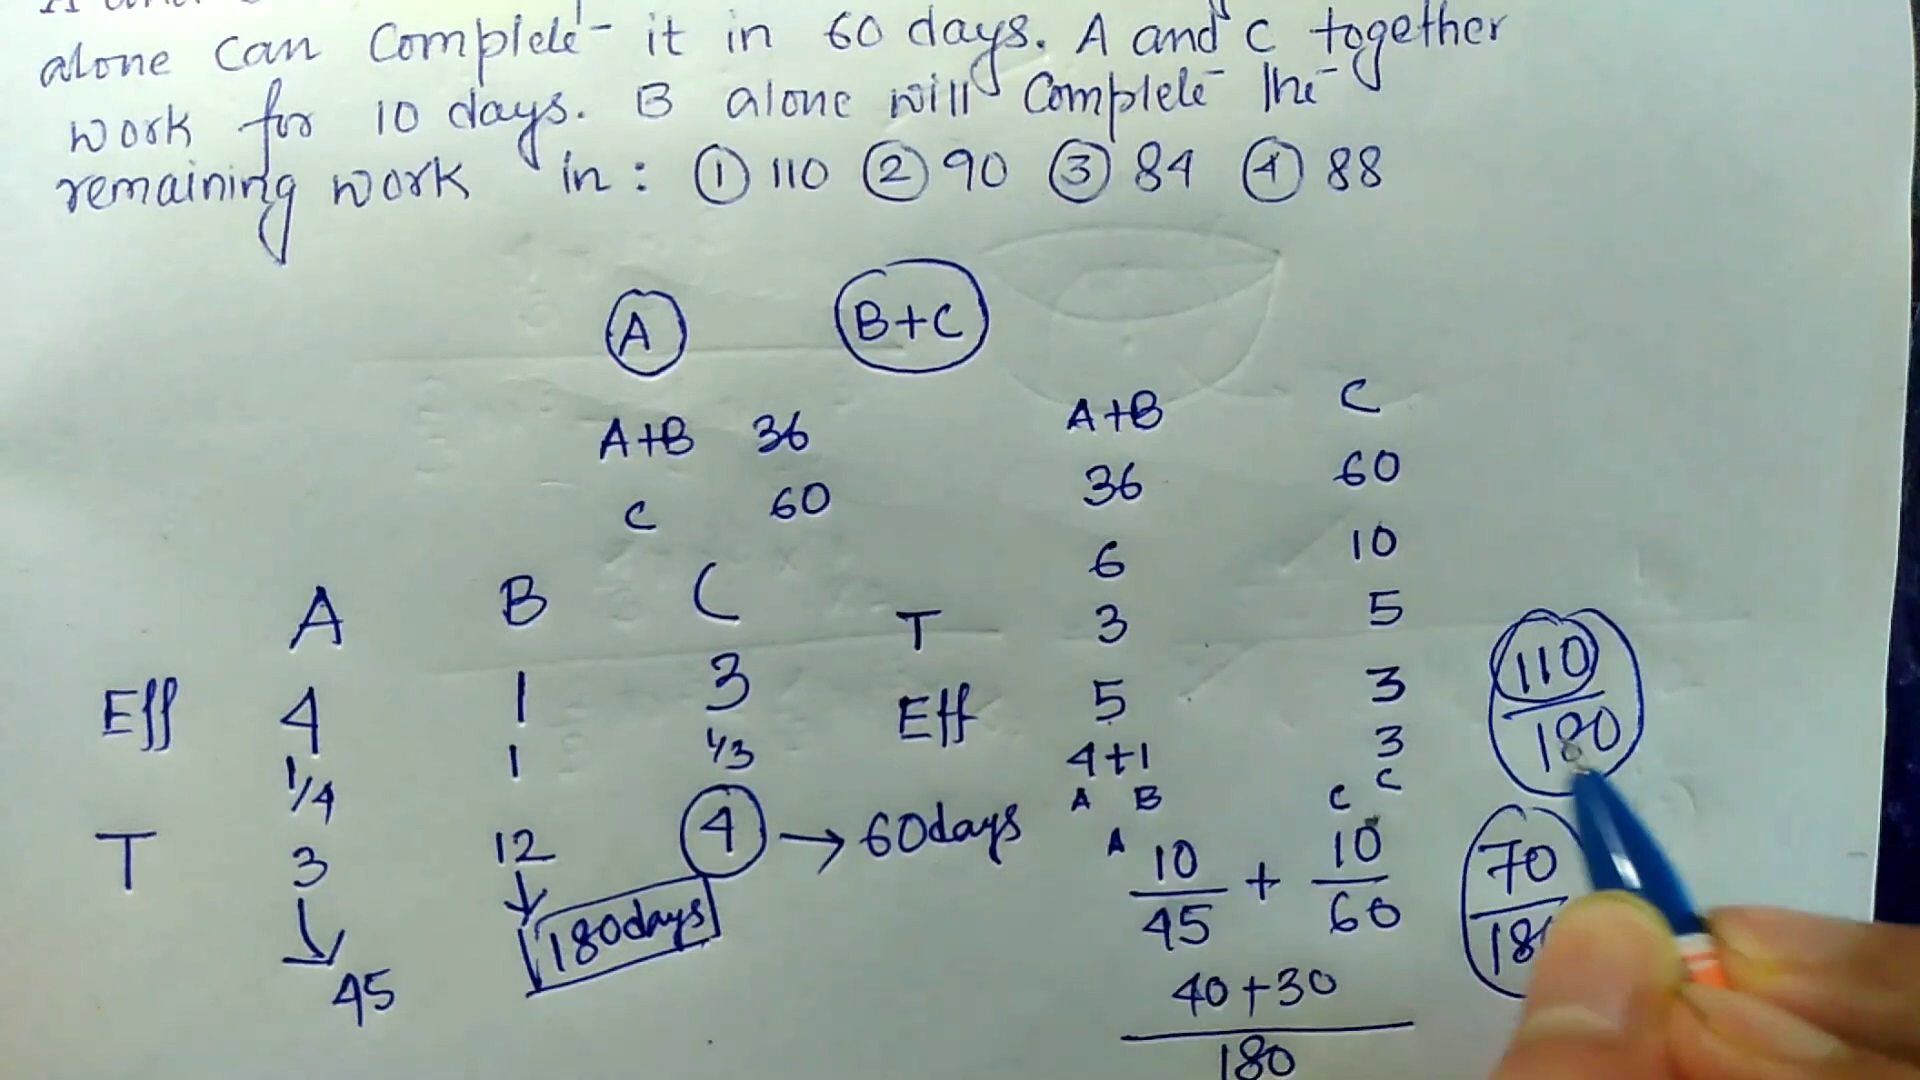 alone can complete it in 60 days. A and C together
work for 10 days. B alone will complete the
remaining work in : ① 110 ② 90 ③ 84 ④ 88
A B+C
A+B 36
C 60
A B C
Eff 4 1 3
1/4 1 1/3
T 3 12 4 → 60days
45 180days
A+B C
36 60
6 10
T 3 5
Eff 5 3
4+1 3
A B C C
A 10/45 + 10/60
40+30
180
110
180
70